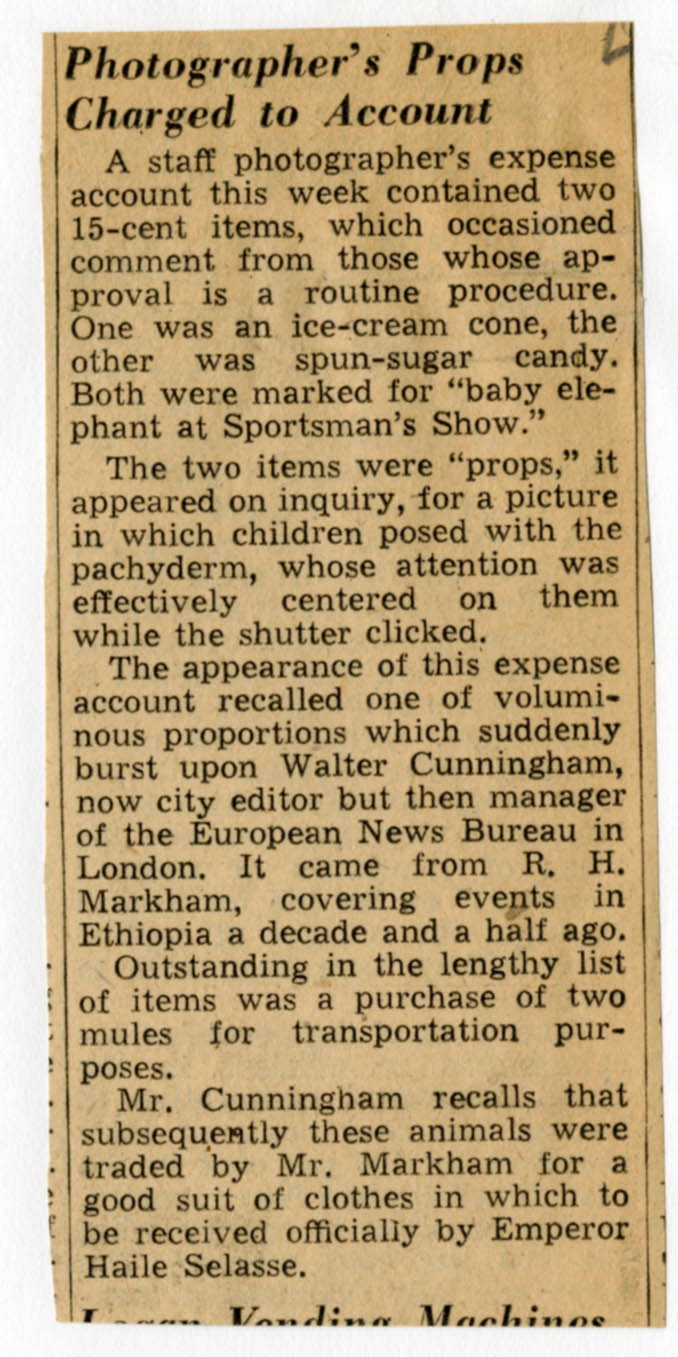 Photographer's Props
Charged to Account
A staff photographer's expense
account this week contained two
15-cent items, which occasioned
comment from those whose ap-
proval is a routine procedure.
One was an ice-cream cone, the
other was spun-sugar candy.
Both were marked for "baby ele-
phant at Sportsman's Show."
The two items were "props," it
appeared on inquiry, for a picture
in which children posed with the
pachyderm, whose attention was
effectively centered on them
while the shutter clicked.
The appearance of this expense
account recalled one of volumi-
nous proportions which suddenly
burst upon Walter Cunningham,
now city editor but then manager
of the European News Bureau in
London. It came from R. H.
Markham, covering events in
Ethiopia a decade and a half ago.
Outstanding in the lengthy list
of items was a purchase of two
mules for transportation pur-
poses.
Mr. Cunningham recalls that
subsequently these animals were
traded by Mr. Markham for a
good suit of clothes in which to
be received officially by Emperor
Haile Selasse.
Logan Vending Machines